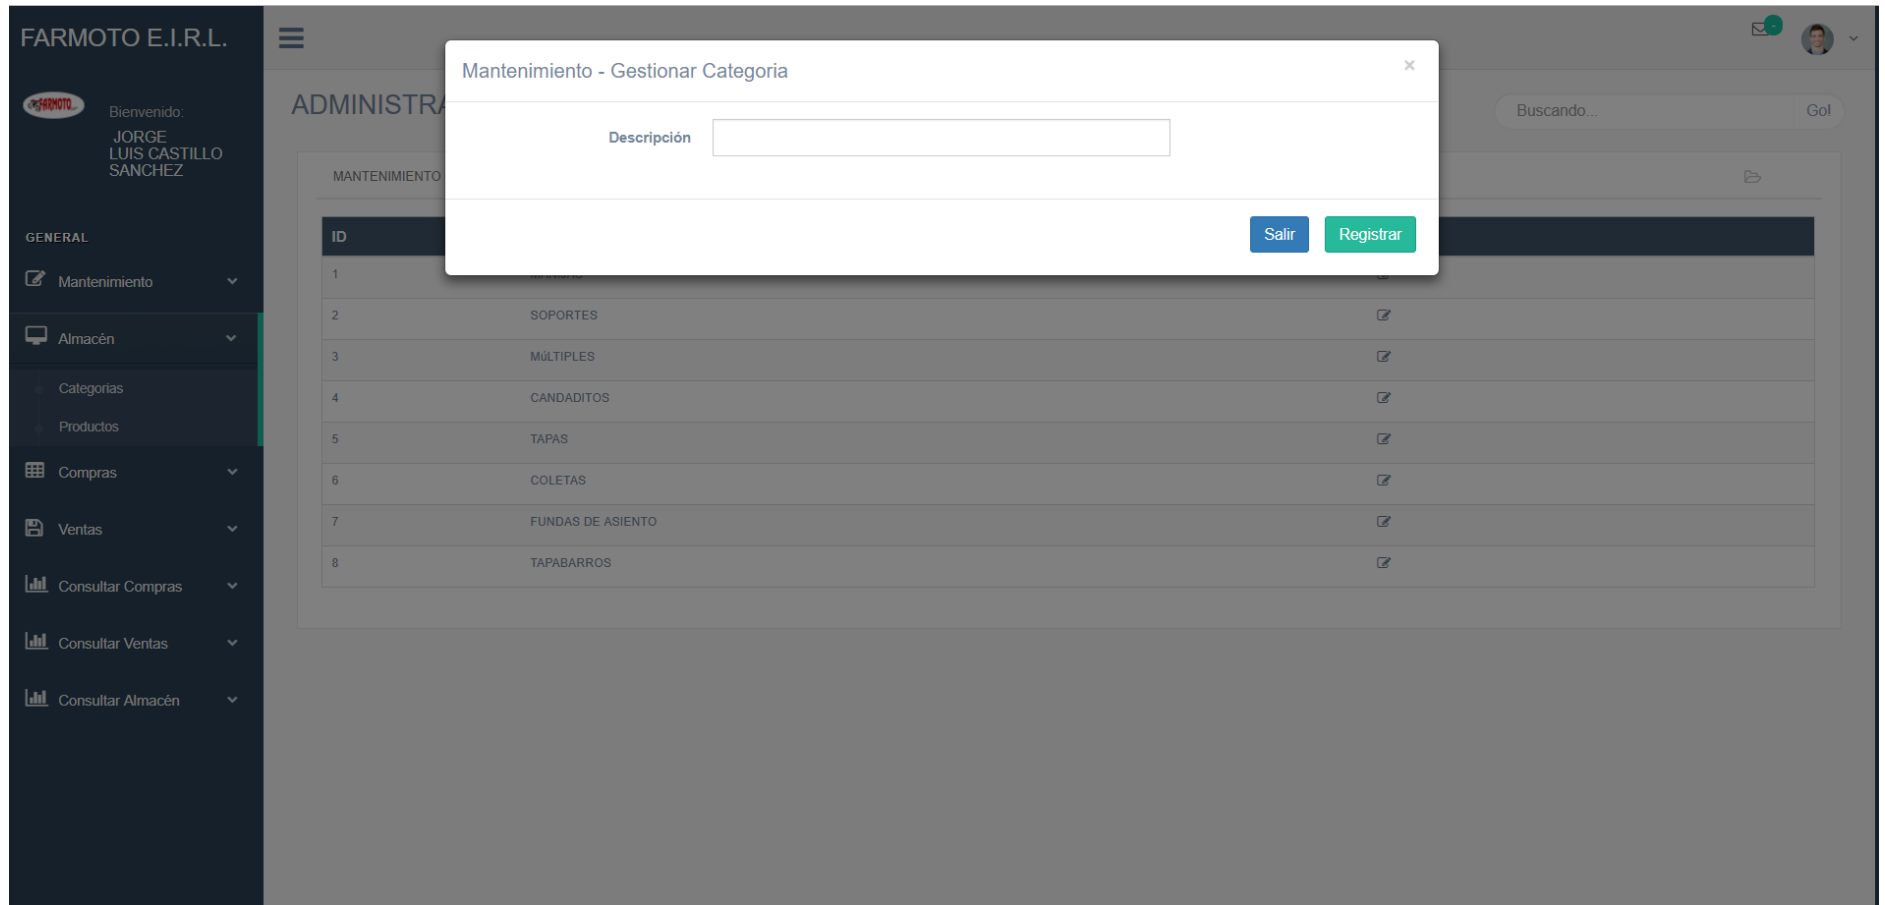 FARMOTO E.I.R.L.
FARMOTO
Bienvenido:
JORGE
LUIS CASTILLO
SANCHEZ
GENERAL
Mantenimiento
Almacén
Categorias
Productos
Compras
Ventas
Consultar Compras
Consultar Ventas
Consultar Almacén
Mantenimiento - Gestionar Categoria
×
Descripción
Salir
Registrar
ADMINISTRA
Buscando...
Go!
MANTENIMIENTO
ID
1
2 SOPORTES
3 MúLTIPLES
4 CANDADITOS
5 TAPAS
6 COLETAS
7 FUNDAS DE ASIENTO
8 TAPABARROS